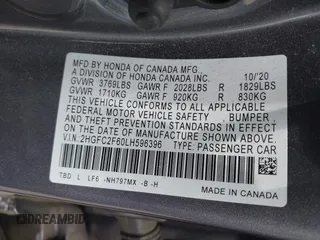 MFD BY HONDA OF CANADA MFG.
A DIVISION OF HONDA CANADA INC. 10/'20
GVWR 3769LBS GAWR F 2028LBS R 1829LBS
GVWR 1710KG GAWR F 920KG R 830KG
THIS VEHICLE CONFORMS TO ALL APPLICABLE
FEDERAL MOTOR VEHICLE SAFETY, BUMPER,
AND THEFT PREVENTION STANDARDS IN EFFECT ON
THE DATE OF MANUFACTURE SHOWN ABOVE.
V.I.N: 2HGFC2F60LH596396 TYPE: PASSENGER CAR
TBD L LF6 -NH797MX -B -H
MADE IN CANADA
DREAMBID